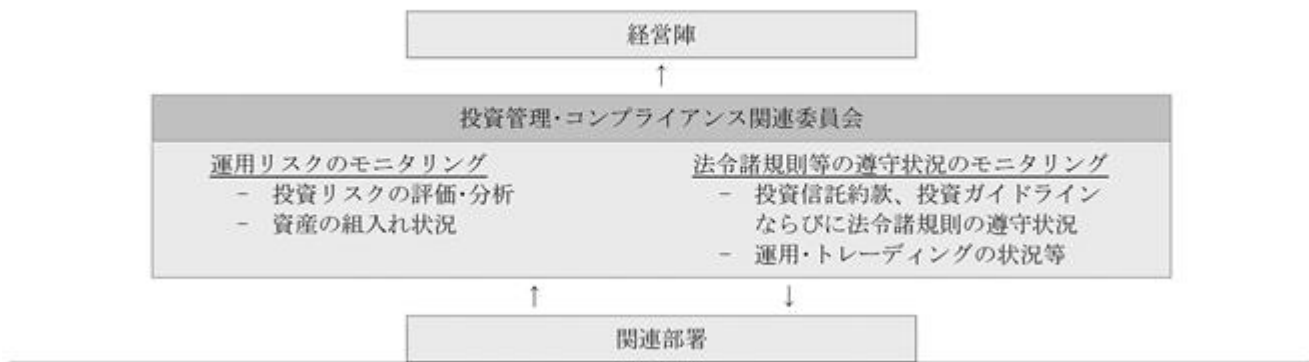 経営陣
↑
投資管理・コンプライアンス関連委員会
運用リスクのモニタリング
－ 投資リスクの評価・分析
－ 資産の組入れ状況
法令諸規則等の遵守状況のモニタリング
－ 投資信託約款、投資ガイドライン
ならびに法令諸規則の遵守状況
－ 運用・トレーディングの状況等
↑ ↓
関連部署